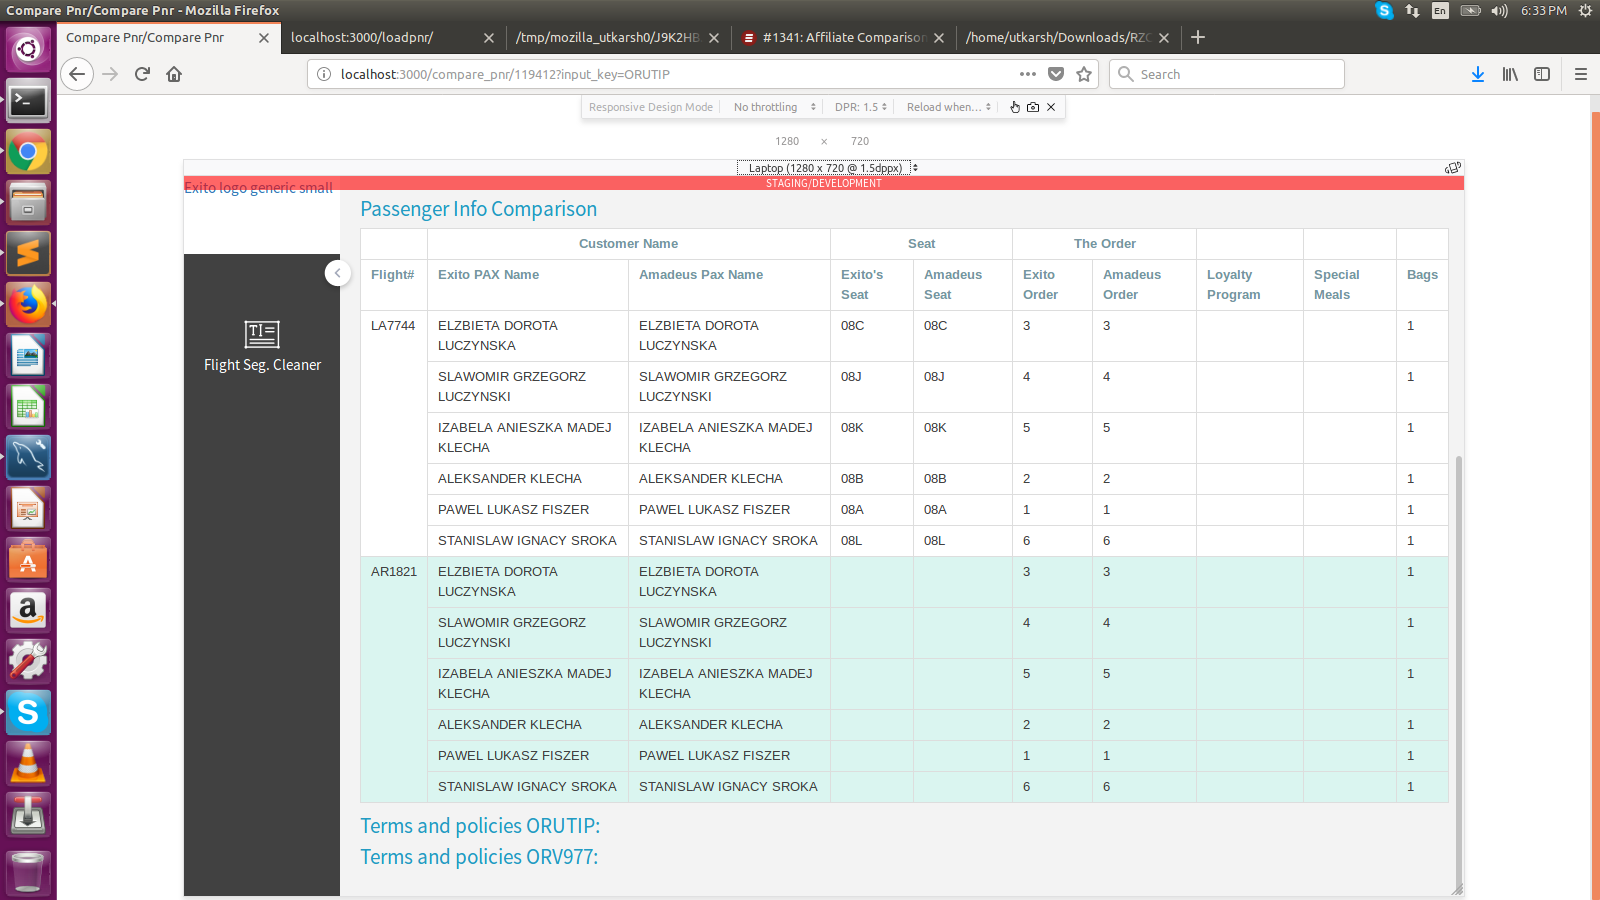 Compare Pnr/Compare Pnr - Mozilla Firefox
En
6:33 PM
Compare Pnr/Compare Pnr
localhost:3000/loadpnr/
/tmp/mozilla_utkarsh0/J9K2HB
#1341: Affiliate Comparison
/home/utkarsh/Downloads/RZC
localhost:3000/compare_pnr/119412?input_key=ORUTIP
Search
Responsive Design Mode
No throttling
DPR: 1.5
Reload when...
1280 × 720
Laptop (1280 x 720 @ 1.5dppx)
STAGING/DEVELOPMENT
Exito logo generic small
Flight Seg. Cleaner
Passenger Info Comparison
Customer Name Seat The Order
Flight# Exito PAX Name Amadeus Pax Name Exito's Seat Amadeus Seat Exito Order Amadeus Order Loyalty Program Special Meals Bags
LA7744 ELZBIETA DOROTA LUCZYNSKA ELZBIETA DOROTA LUCZYNSKA 08C 08C 3 3 1
SLAWOMIR GRZEGORZ LUCZYNSKI SLAWOMIR GRZEGORZ LUCZYNSKI 08J 08J 4 4 1
IZABELA ANIESZKA MADEJ KLECHA IZABELA ANIESZKA MADEJ KLECHA 08K 08K 5 5 1
ALEKSANDER KLECHA ALEKSANDER KLECHA 08B 08B 2 2 1
PAWEL LUKASZ FISZER PAWEL LUKASZ FISZER 08A 08A 1 1 1
STANISLAW IGNACY SROKA STANISLAW IGNACY SROKA 08L 08L 6 6 1
AR1821 ELZBIETA DOROTA LUCZYNSKA ELZBIETA DOROTA LUCZYNSKA 3 3 1
SLAWOMIR GRZEGORZ LUCZYNSKI SLAWOMIR GRZEGORZ LUCZYNSKI 4 4 1
IZABELA ANIESZKA MADEJ KLECHA IZABELA ANIESZKA MADEJ KLECHA 5 5 1
ALEKSANDER KLECHA ALEKSANDER KLECHA 2 2 1
PAWEL LUKASZ FISZER PAWEL LUKASZ FISZER 1 1 1
STANISLAW IGNACY SROKA STANISLAW IGNACY SROKA 6 6 1
Terms and policies ORUTIP:
Terms and policies ORV977: